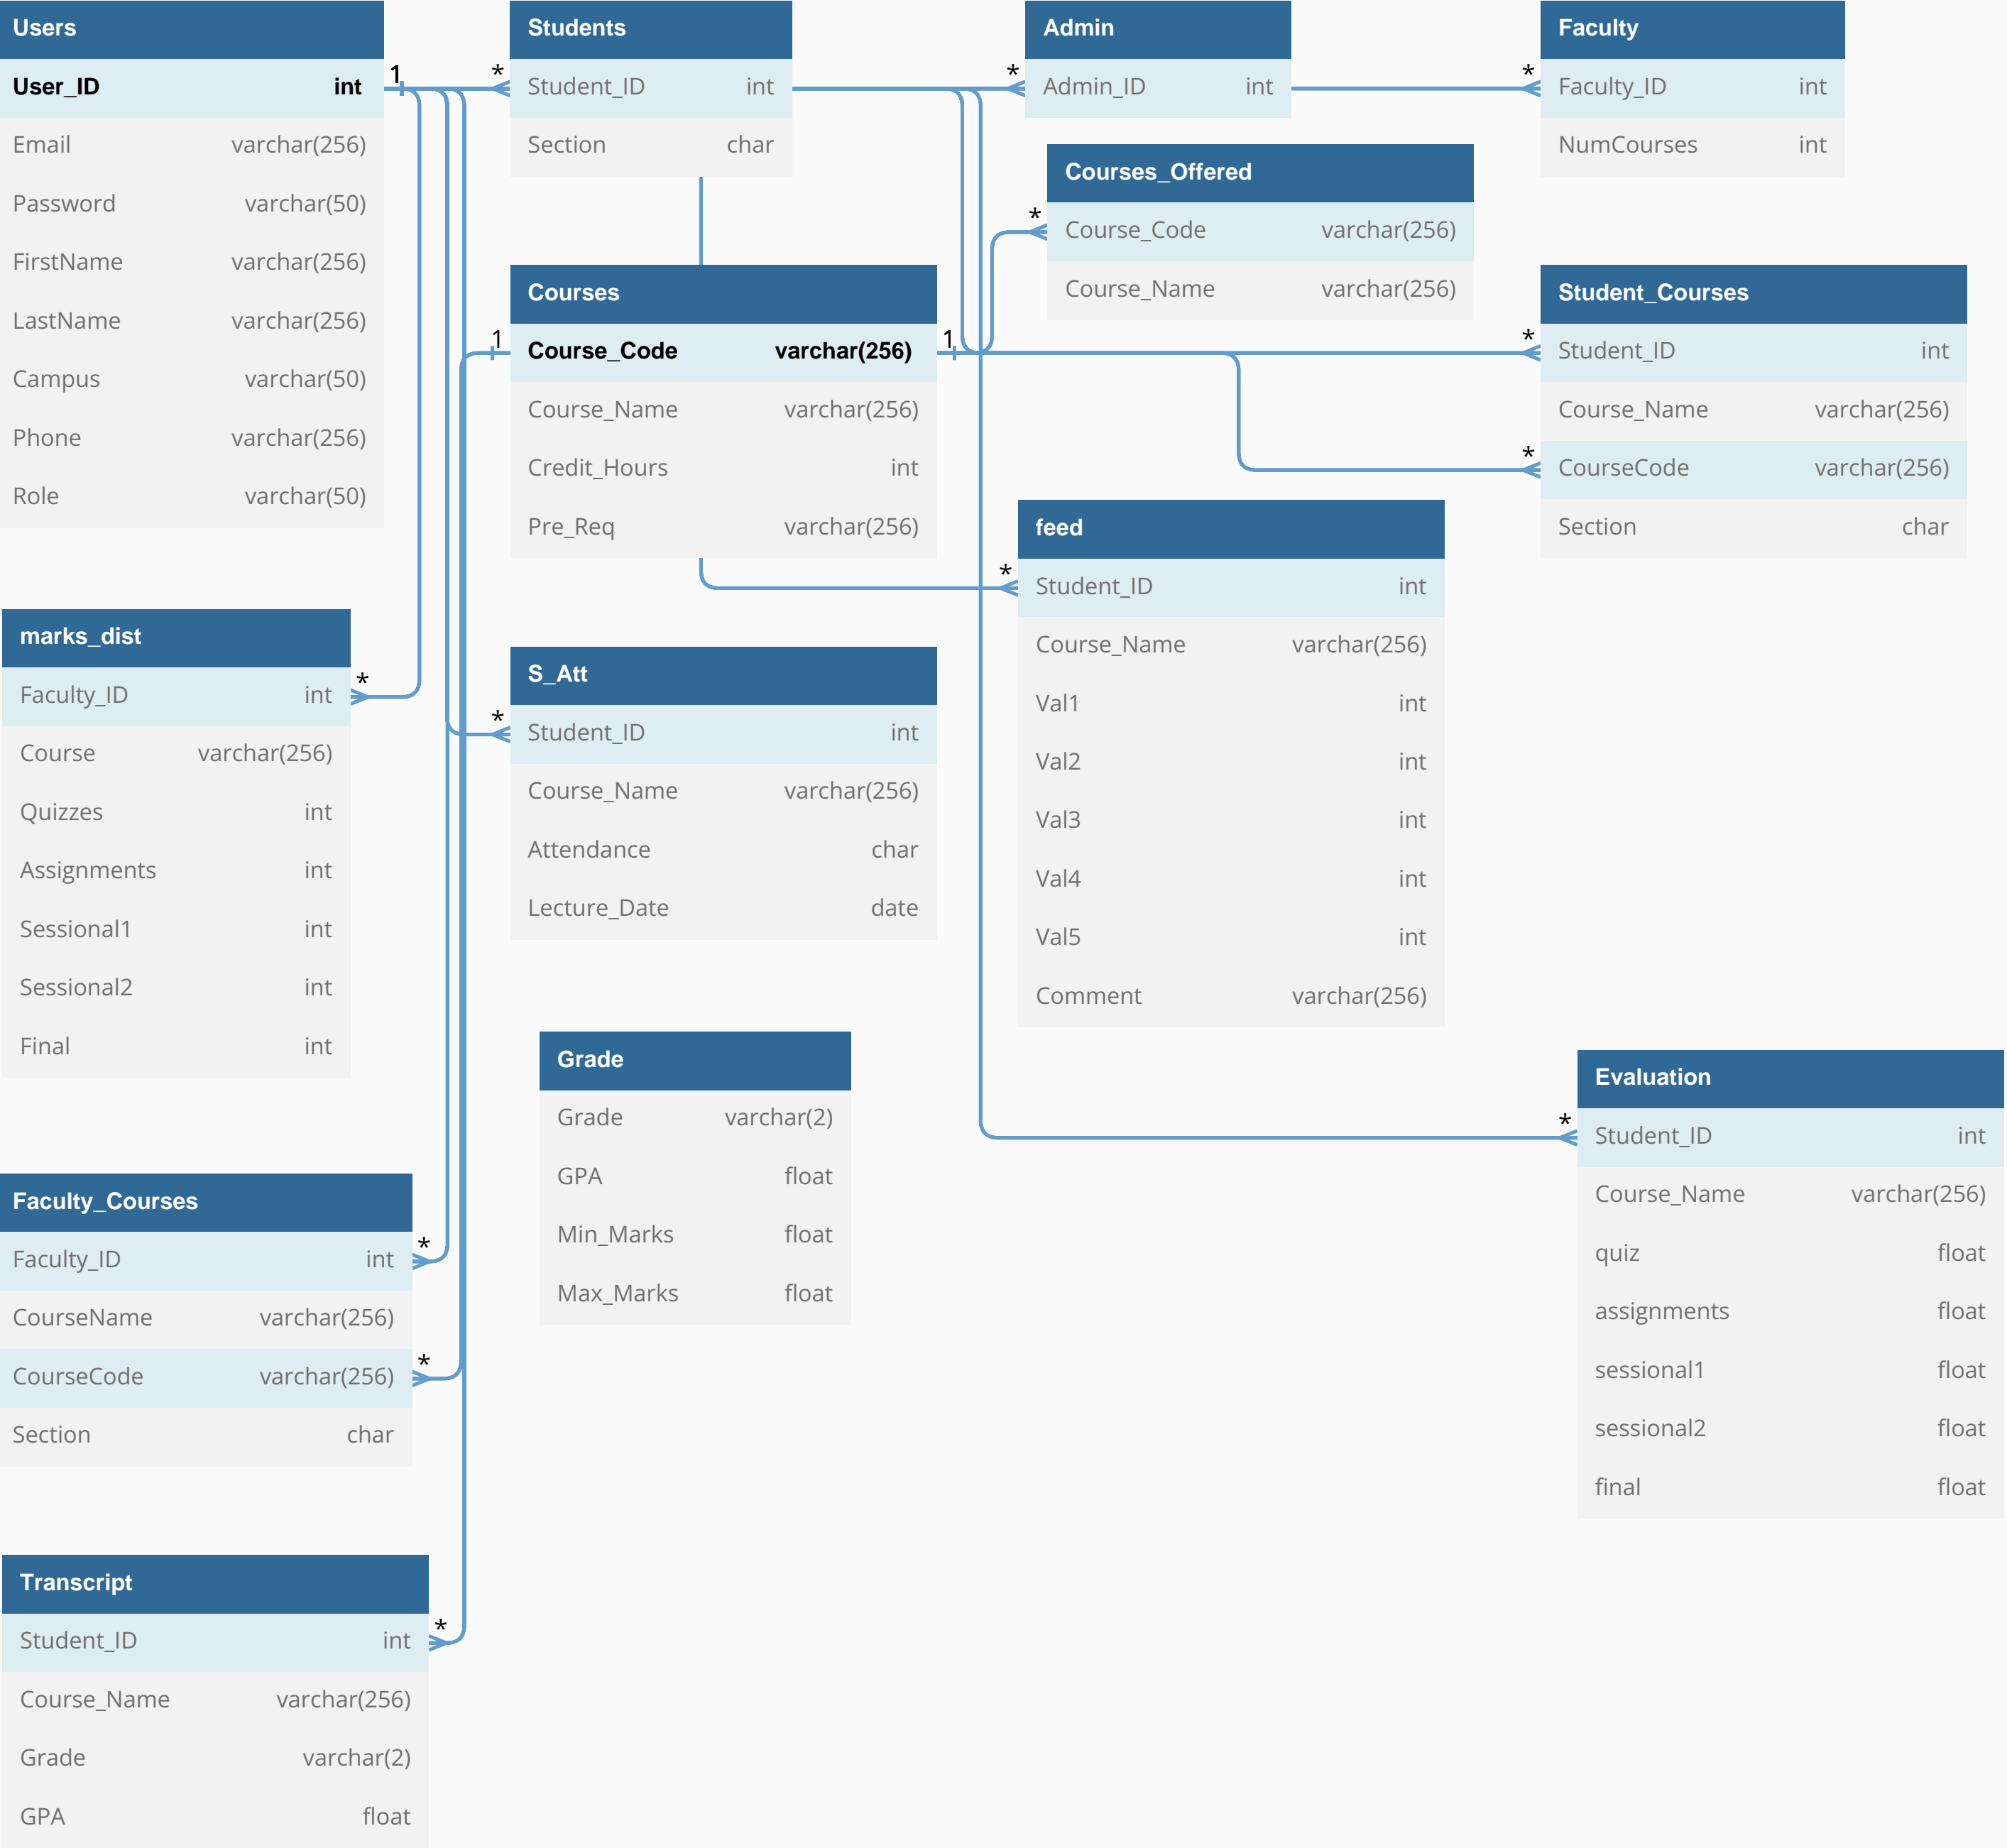 Users
User_ID int
Email varchar(256)
Password varchar(50)
FirstName varchar(256)
LastName varchar(256)
Campus varchar(50)
Phone varchar(256)
Role varchar(50)
1
*
Students
Student_ID int
Section char
*
Admin
Admin_ID int
*
Faculty
Faculty_ID int
NumCourses int
*
Courses_Offered
Course_Code varchar(256)
Course_Name varchar(256)
1
Courses
Course_Code varchar(256)
Course_Name varchar(256)
Credit_Hours int
Pre_Req varchar(256)
1
*
*
Student_Courses
Student_ID int
Course_Name varchar(256)
CourseCode varchar(256)
Section char
*
feed
Student_ID int
Course_Name varchar(256)
Val1 int
Val2 int
Val3 int
Val4 int
Val5 int
Comment varchar(256)
marks_dist
Faculty_ID int
Course varchar(256)
Quizzes int
Assignments int
Sessional1 int
Sessional2 int
Final int
*
*
S_Att
Student_ID int
Course_Name varchar(256)
Attendance char
Lecture_Date date
Grade
Grade varchar(2)
GPA float
Min_Marks float
Max_Marks float
*
Evaluation
Student_ID int
Course_Name varchar(256)
quiz float
assignments float
sessional1 float
sessional2 float
final float
Faculty_Courses
Faculty_ID int
CourseName varchar(256)
CourseCode varchar(256)
Section char
*
*
Transcript
Student_ID int
Course_Name varchar(256)
Grade varchar(2)
GPA float
*